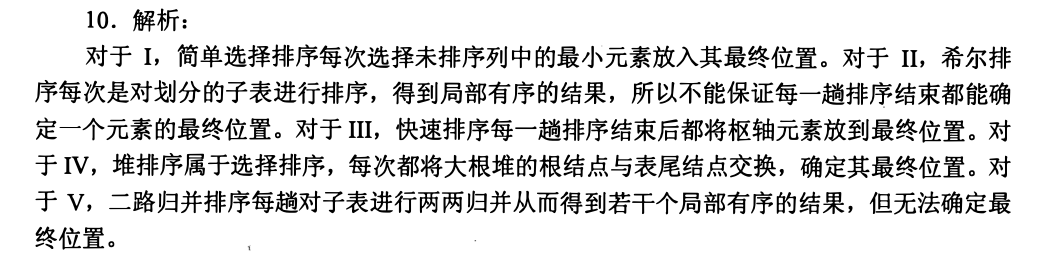 10．解析：
对于 I，简单选择排序每次选择未排序列中的最小元素放入其最终位置。对于 II，希尔排
序每次是对划分的子表进行排序，得到局部有序的结果，所以不能保证每一趟排序结束都能确
定一个元素的最终位置。对于 III，快速排序每一趟排序结束后都将枢轴元素放到最终位置。对
于 IV，堆排序属于选择排序，每次都将大根堆的根结点与表尾结点交换，确定其最终位置。对
于 V，二路归并排序每趟对子表进行两两归并从而得到若干个局部有序的结果，但无法确定最
终位置。